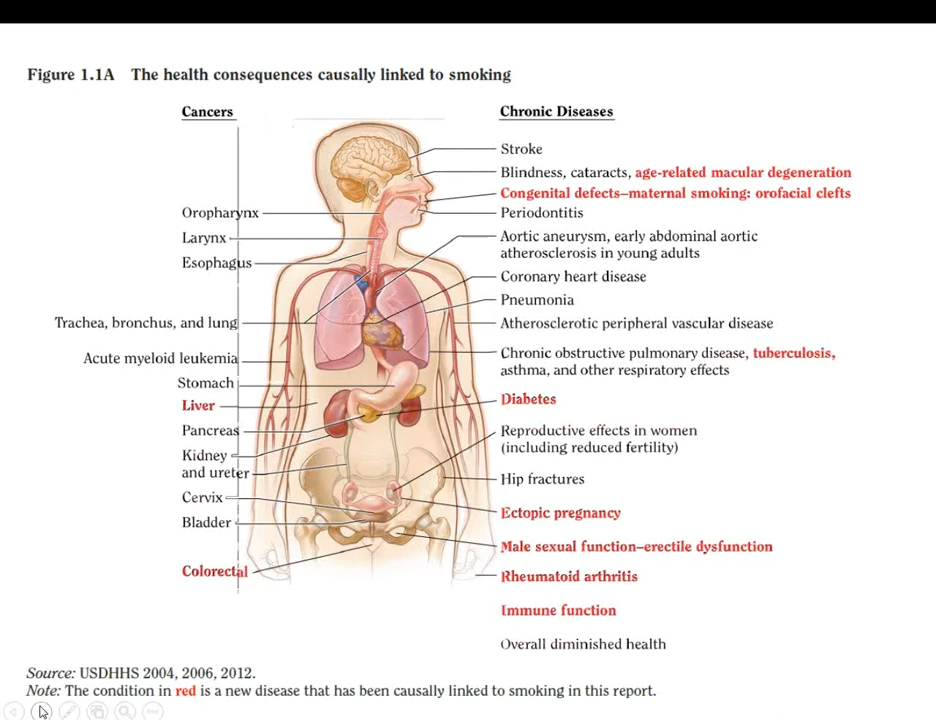 Figure 1.1A The health consequences causally linked to smoking
Cancers
Oropharynx
Larynx
Esophagus
Trachea, bronchus, and lung
Acute myeloid leukemia
Stomach
Liver
Pancreas
Kidney
and ureter
Cervix
Bladder
Colorectal
Chronic Diseases
Stroke
Blindness, cataracts, age-related macular degeneration
Congenital defects–maternal smoking: orofacial clefts
Periodontitis
Aortic aneurysm, early abdominal aortic
atherosclerosis in young adults
Coronary heart disease
Pneumonia
Atherosclerotic peripheral vascular disease
Chronic obstructive pulmonary disease, tuberculosis,
asthma, and other respiratory effects
Diabetes
Reproductive effects in women
(including reduced fertility)
Hip fractures
Ectopic pregnancy
Male sexual function–erectile dysfunction
Rheumatoid arthritis
Immune function
Overall diminished health
Source: USDHHS 2004, 2006, 2012.
Note: The condition in red is a new disease that has been causally linked to smoking in this report.